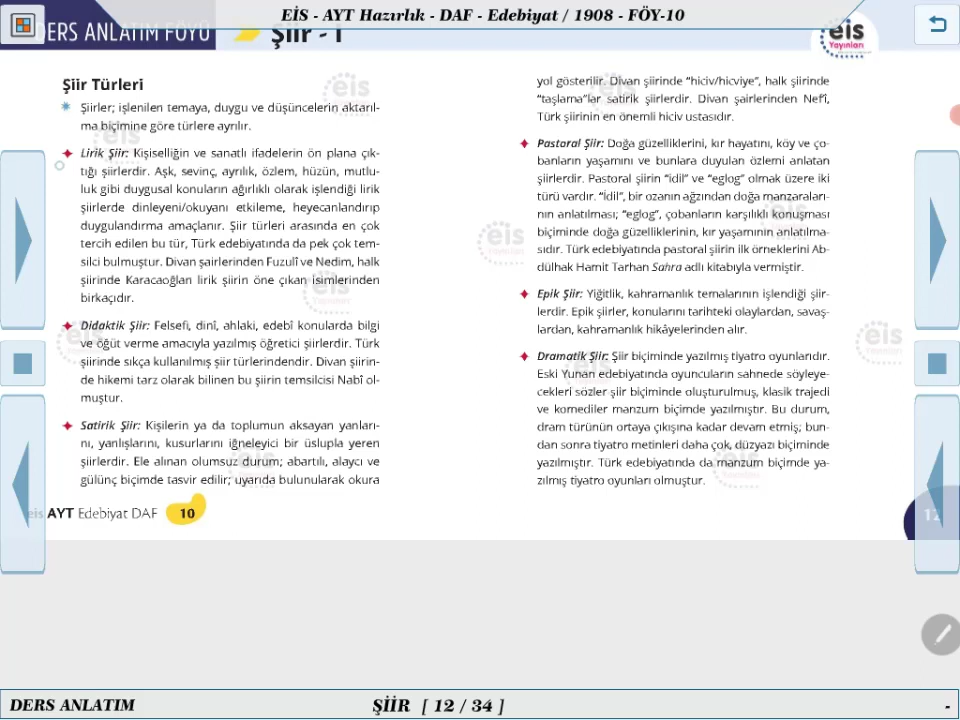 EİS - AYT Hazırlık - DAF - Edebiyat / 1908 - FÖY-10
DERS ANLATIM FÖYÜ
Şiir - I
eis
Yayınları
Şiir Türleri
Şiirler; işlenilen temaya, duygu ve düşüncelerin aktarıl-
ma biçimine göre türlere ayrılır.
Lirik Şiir: Kişiselliğin ve sanatlı ifadelerin ön plana çık-
tığı şiirlerdir. Aşk, sevinç, ayrılık, özlem, hüzün, mutlu-
luk gibi duygusal konuların ağırlıklı olarak işlendiği lirik
şiirlerde dinleyeni/okuyanı etkileme, heyecanlandırıp
duygulandırma amaçlanır. Şiir türleri arasında en çok
tercih edilen bu tür, Türk edebiyatında da pek çok tem-
silci bulmuştur. Divan şairlerinden Fuzulî ve Nedim, halk
şiirinde Karacaoğlan lirik şiirin öne çıkan isimlerinden
birkaçıdır.
Didaktik Şiir: Felsefi, dinî, ahlaki, edebî konularda bilgi
ve öğüt verme amacıyla yazılmış öğretici şiirlerdir. Türk
şiirinde sıkça kullanılmış şiir türlerindendir. Divan şiirin-
de hikemi tarz olarak bilinen bu şiirin temsilcisi Nabî ol-
muştur.
Satirik Şiir: Kişilerin ya da toplumun aksayan yanları-
nı, yanlışlarını, kusurlarını iğneleyici bir üslupla yeren
şiirlerdir. Ele alınan olumsuz durum; abartılı, alaycı ve
gülünç biçimde tasvir edilir; uyarıda bulunularak okura
yol gösterilir. Divan şiirinde “hiciv/hicviye”, halk şiirinde
“taşlama”lar satirik şiirlerdir. Divan şairlerinden Nef’î,
Türk şiirinin en önemli hiciv ustasıdır.
Pastoral Şiir: Doğa güzelliklerini, kır hayatını, köy ve ço-
banların yaşamını ve bunlara duyulan özlemi anlatan
şiirlerdir. Pastoral şiirin “idil” ve “eglog” olmak üzere iki
türü vardır. “İdil”, bir ozanın ağzından doğa manzaraları-
nın anlatılması; “eglog”, çobanların karşılıklı konuşması
biçiminde doğa güzelliklerinin, kır yaşamının anlatılma-
sıdır. Türk edebiyatında pastoral şiirin ilk örneklerini Ab-
dülhak Hamit Tarhan Sahra adlı kitabıyla vermiştir.
Epik Şiir: Yiğitlik, kahramanlık temalarının işlendiği şiir-
lerdir. Epik şiirler, konularını tarihteki olaylardan, savaş-
lardan, kahramanlık hikâyelerinden alır.
Dramatik Şiir: Şiir biçiminde yazılmış tiyatro oyunlarıdır.
Eski Yunan edebiyatında oyuncuların sahnede söyleye-
cekleri sözler şiir biçiminde oluşturulmuş, klasik trajedi
ve komediler manzum biçimde yazılmıştır. Bu durum,
dram türünün ortaya çıkışına kadar devam etmiş; bun-
dan sonra tiyatro metinleri daha çok, düzyazı biçiminde
yazılmıştır. Türk edebiyatında da manzum biçimde ya-
zılmış tiyatro oyunları olmuştur.
eis AYT Edebiyat DAF 10
12
DERS ANLATIM
ŞİİR [ 12 / 34 ]
-